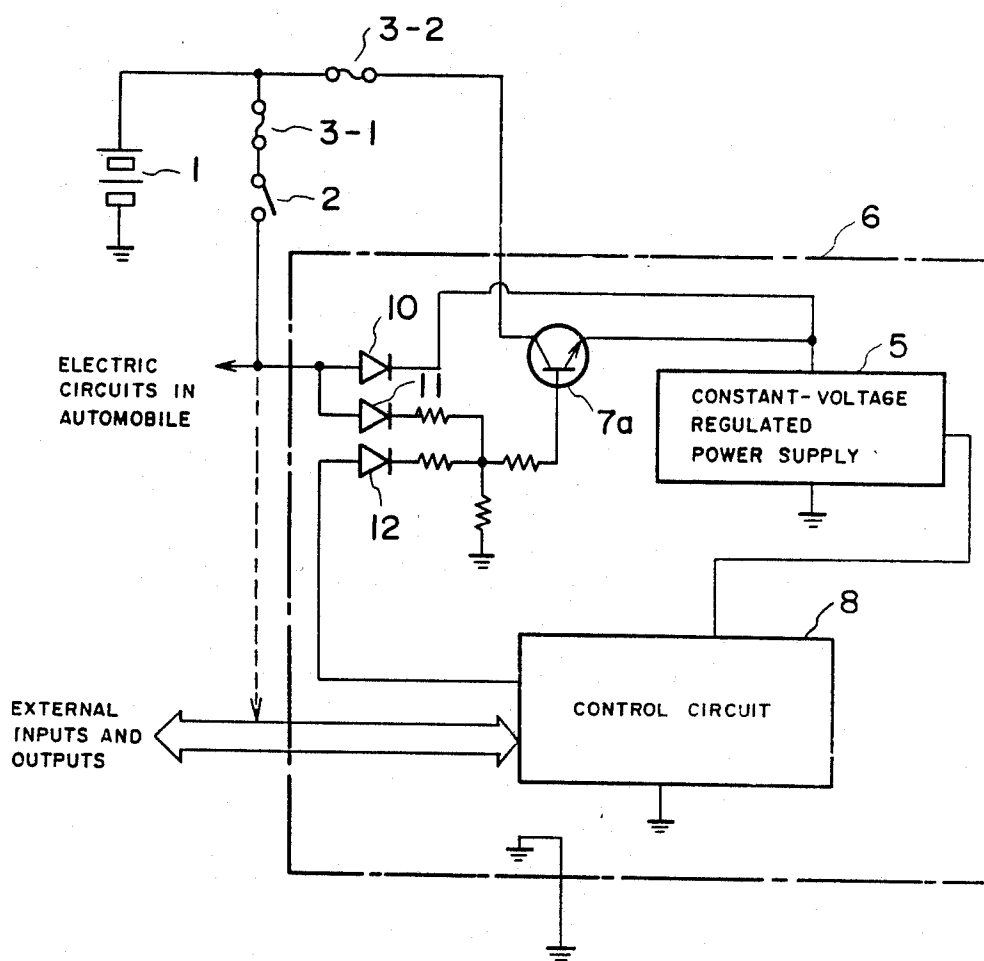 3-2
3-1
1
2
6
10
ELECTRIC
CIRCUITS IN
AUTOMOBILE
11
7a
5
CONSTANT-VOLTAGE
REGULATED
POWER SUPPLY
12
8
EXTERNAL
INPUTS AND
OUTPUTS
CONTROL CIRCUIT